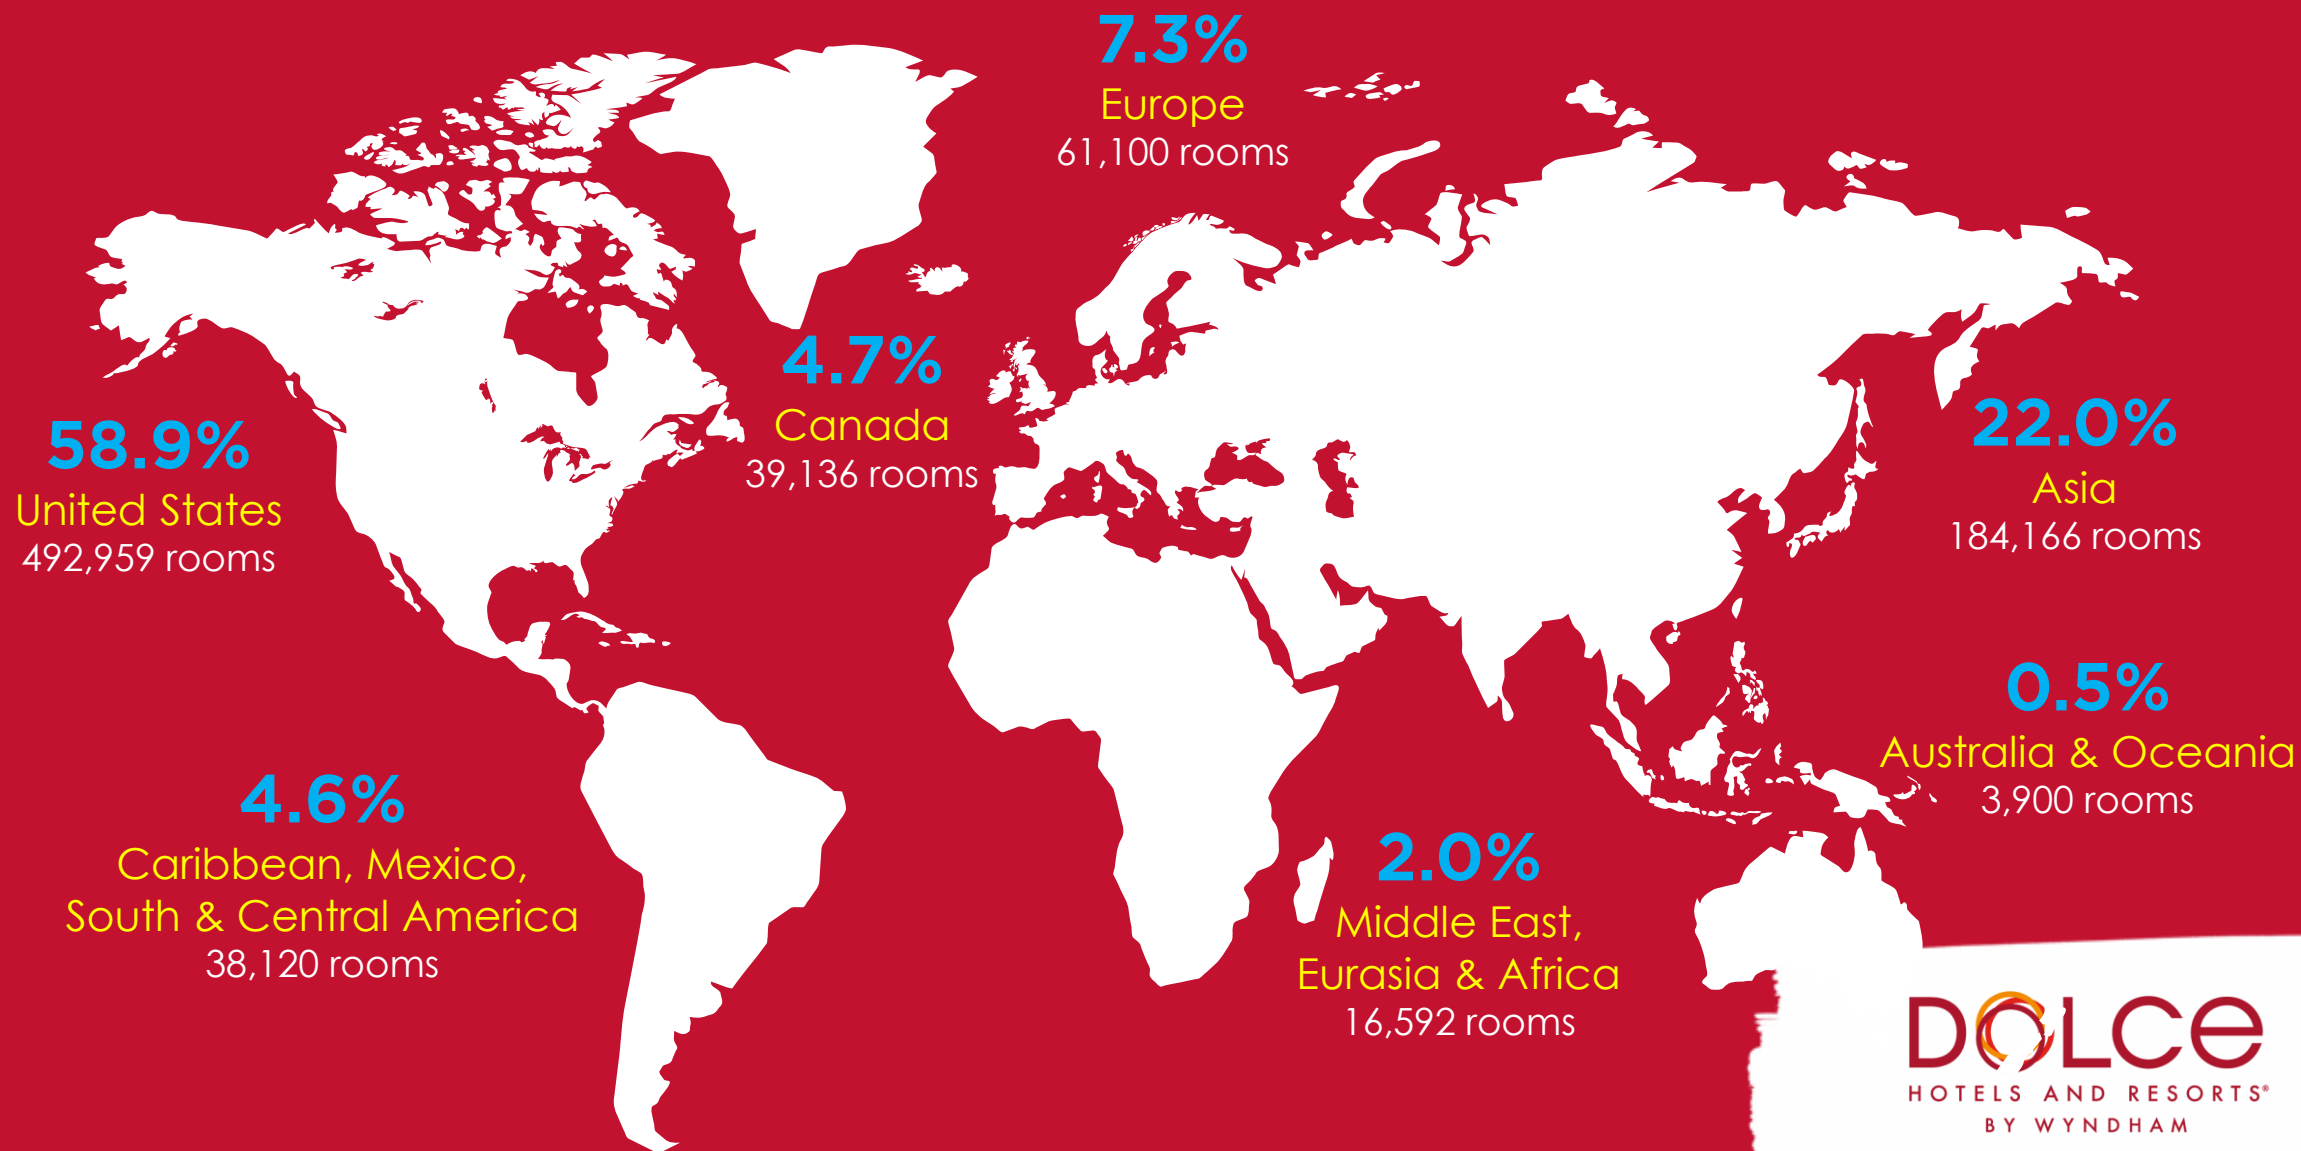 7.3%
Europe
61,100 rooms
4.7%
Canada
39,136 rooms
58.9%
United States
492,959 rooms
22.0%
Asia
184,166 rooms
0.5%
Australia & Oceania
3,900 rooms
4.6%
Caribbean, Mexico,
South & Central America
38,120 rooms
2.0%
Middle East,
Eurasia & Africa
16,592 rooms
DOLCE
HOTELS AND RESORTS®
BY WYNDHAM